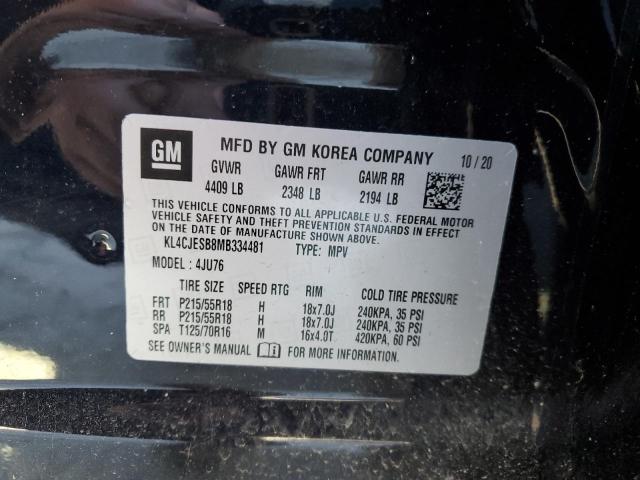 GM
MFD BY GM KOREA COMPANY 10/20
GVWR GAWR FRT GAWR RR
4409 LB 2348 LB 2194 LB
THIS VEHICLE CONFORMS TO ALL APPLICABLE U.S. FEDERAL MOTOR
VEHICLE SAFETY AND THEFT PREVENTION STANDARDS IN EFFECT
ON THE DATE OF MANUFACTURE SHOWN ABOVE.
KL4CJESB8MB334481 TYPE: MPV
MODEL: 4JU76
TIRE SIZE SPEED RTG RIM COLD TIRE PRESSURE
FRT P215/55R18 H 18x7.0J 240KPA, 35 PSI
RR P215/55R18 H 18x7.0J 240KPA, 35 PSI
SPA T125/70R16 M 16x4.0T 420KPA, 60 PSI
SEE OWNER'S MANUAL FOR MORE INFORMATION.